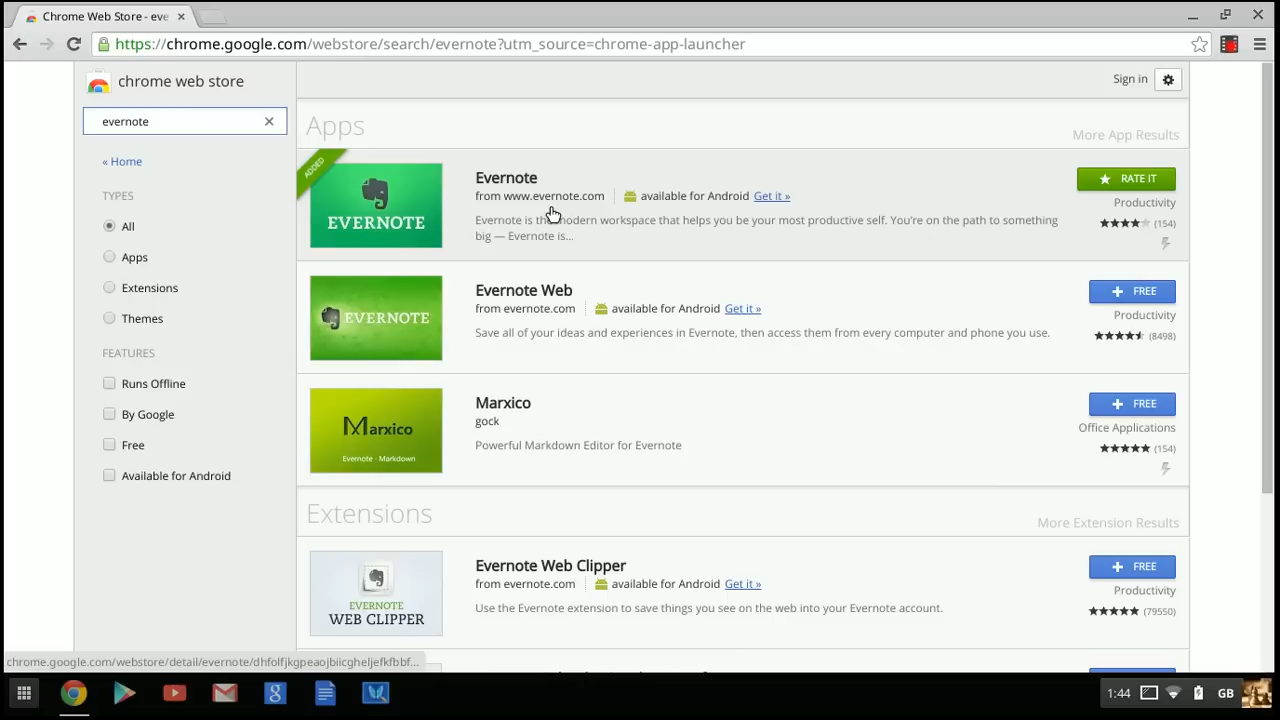 Chrome Web Store - eve
https://chrome.google.com/webstore/search/evernote?utm_source=chrome-app-launcher
chrome web store
Sign in
evernote
« Home
TYPES
All
Apps
Extensions
Themes
FEATURES
Runs Offline
By Google
Free
Available for Android
Apps
More App Results
ADDED
EVERNOTE
Evernote
from www.evernote.com
available for Android Get it »
Evernote is the modern workspace that helps you be your most productive self. You're on the path to something
big — Evernote is...
RATE IT
Productivity
(154)
EVERNOTE
Evernote Web
from evernote.com
available for Android Get it »
Save all of your ideas and experiences in Evernote, then access them from every computer and phone you use.
FREE
Productivity
(8498)
Marxico
Evernote · Markdown
Marxico
gock
Powerful Markdown Editor for Evernote
FREE
Office Applications
(154)
Extensions
More Extension Results
EVERNOTE
WEB CLIPPER
Evernote Web Clipper
from evernote.com
available for Android Get it »
Use the Evernote extension to save things you see on the web into your Evernote account.
FREE
Productivity
(79550)
chrome.google.com/webstore/detail/evernote/dhfolfjkgpeaojbiicgheljefkfbbf...
1:44
GB